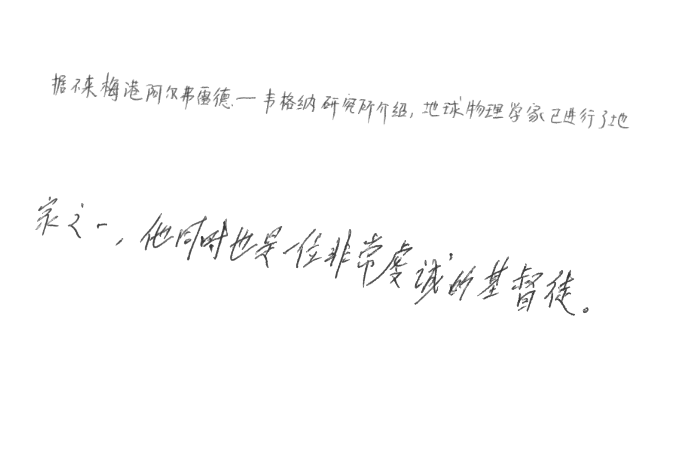 据不来梅港阿尔弗雷德—韦格纳研究所介绍，地球物理学家已进行了地
家之一，他同时也是一位非常虔诚的基督徒。